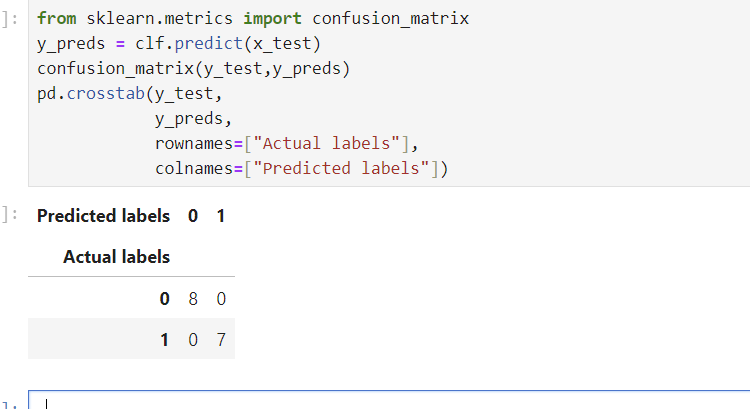 ]: from sklearn.metrics import confusion_matrix
y_preds = clf.predict(x_test)
confusion_matrix(y_test,y_preds)
pd.crosstab(y_test,
y_preds,
rownames=["Actual labels"],
colnames=["Predicted labels"])
]: Predicted labels 0 1
Actual labels
0 8 0
1 0 7
]: